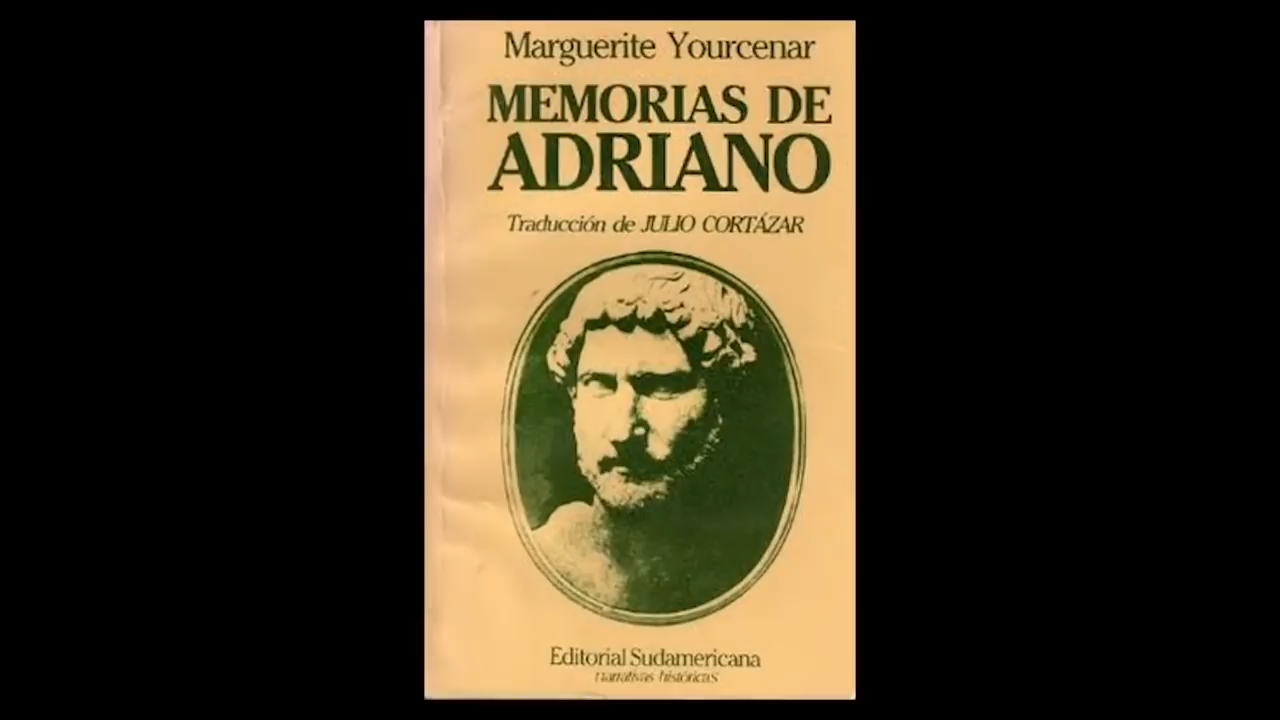 Marguerite Yourcenar
MEMORIAS DE
ADRIANO
Traducción de JULIO CORTÁZAR
Editorial Sudamericana
narrativas históricas